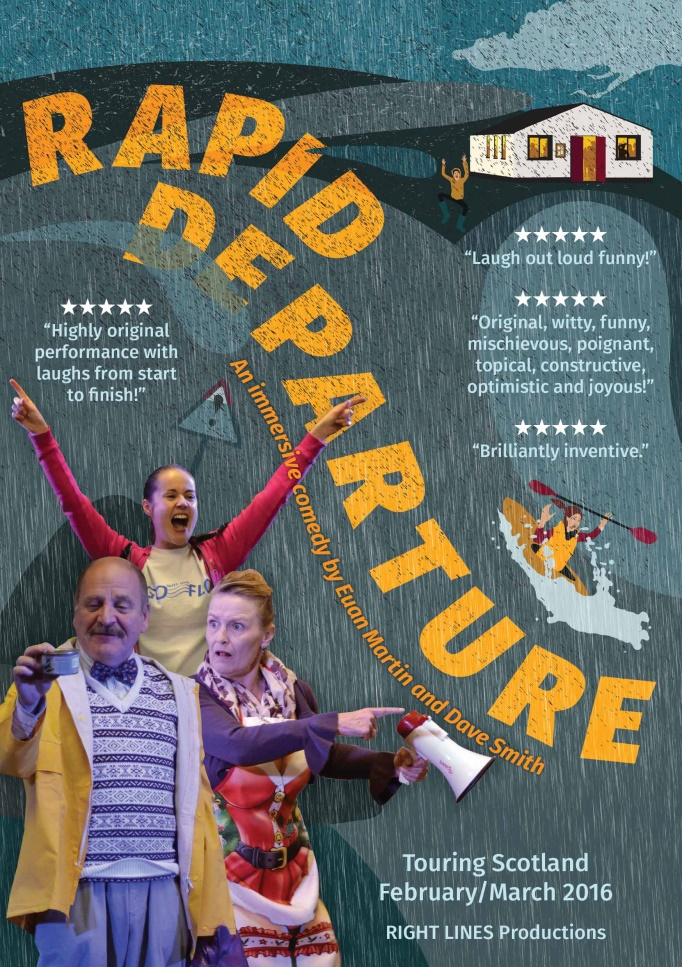 RAPID
DEPARTURE
An immersive comedy by Euan Martin and Dave Smith
★★★★★
“Laugh out loud funny!”
★★★★★
“Original, witty, funny,
mischievous, poignant,
topical, constructive,
optimistic and joyous!”
★★★★★
“Brilliantly inventive.”
★★★★★
“Highly original
performance with
laughs from start
to finish!”
Touring Scotland
February/March 2016
RIGHT LINES Productions